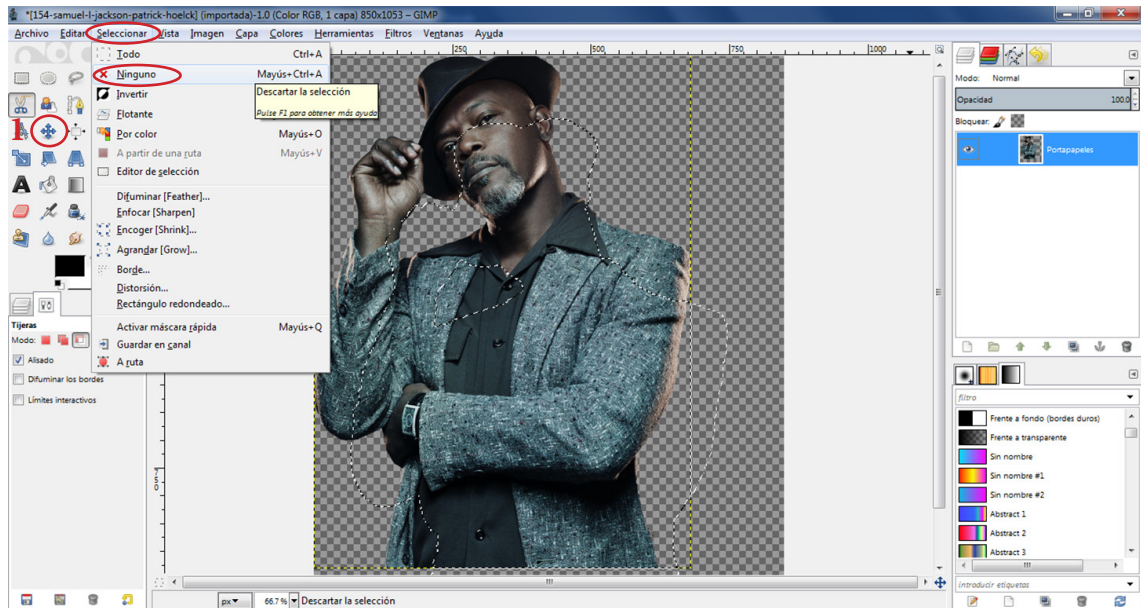 *[154-samuel-l-jackson-patrick-hoelck] (importada)-1.0 (Color RGB, 1 capa) 850x1053 – GIMP
Archivo Editar Seleccionar Vista Imagen Capa Colores Herramientas Filtros Ventanas Ayuda
Todo Ctrl+A
Ninguno Mayús+Ctrl+A
Invertir
Flotante
Por color Mayús+O
A partir de una ruta Mayús+V
Editor de selección
Difuminar [Feather]...
Enfocar [Sharpen]
Encoger [Shrink]...
Agrandar [Grow]...
Borde...
Distorsión...
Rectángulo redondeado...
Activar máscara rápida Mayús+Q
Guardar en canal
A ruta
Descartar la selección
Pulse F1 para obtener más ayuda
1
250 500 750 1000
750
Tijeras
Modo:
Alisado
Difuminar los bordes
Límites interactivos
Modo: Normal
Opacidad 100.0
Bloquear:
Portapapeles
filtro
Frente a fondo (bordes duros)
Frente a transparente
Sin nombre
Sin nombre #1
Sin nombre #2
Abstract 1
Abstract 2
Abstract 3
introducir etiquetas
px 66.7 % Descartar la selección